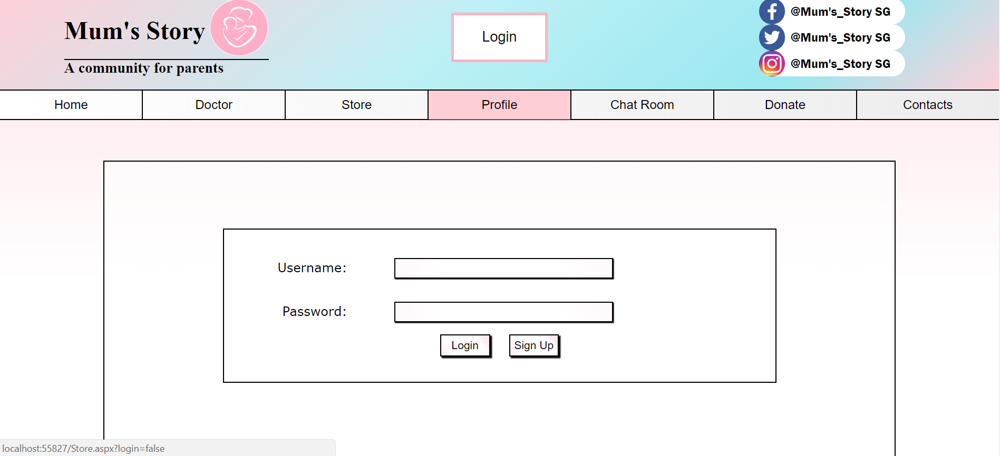 Mum's Story
A community for parents
Login
@Mum's_Story SG
@Mum's_Story SG
@Mum's_Story SG
Home Doctor Store Profile Chat Room Donate Contacts
Username:
Password:
Login Sign Up
localhost:55827/Store.aspx?login=false